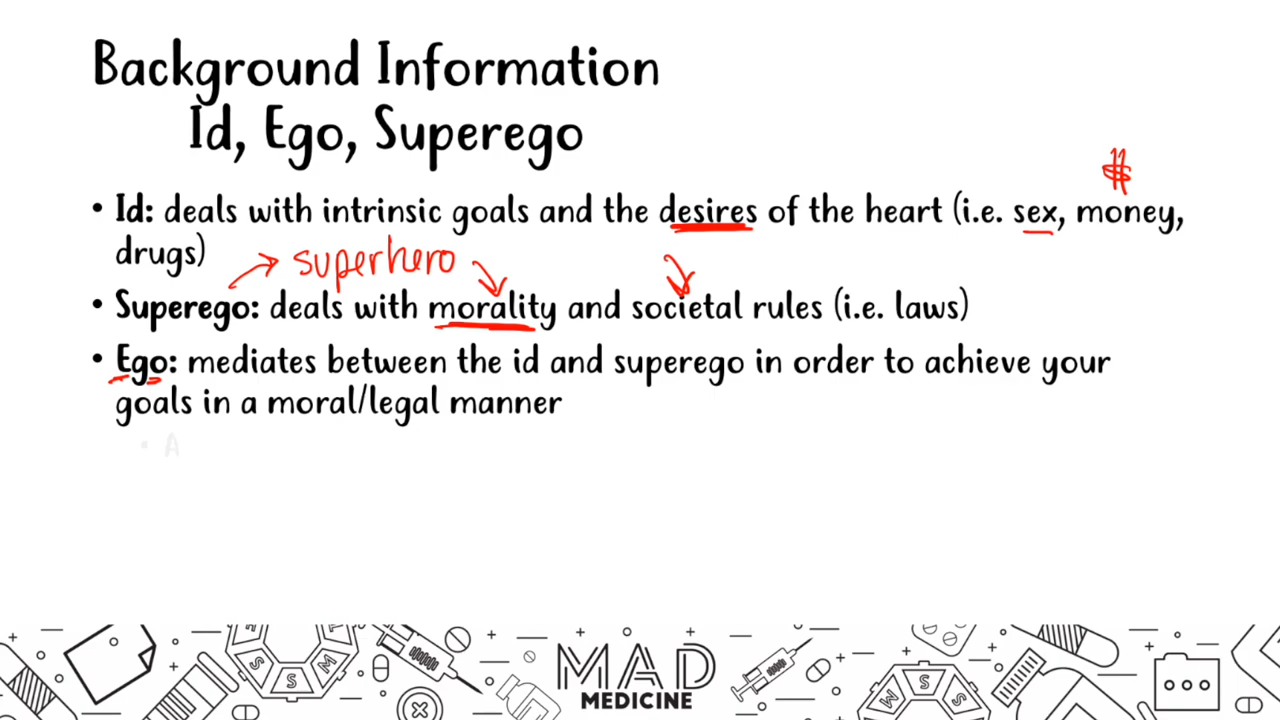 Background Information
Id, Ego, Superego
$
• Id: deals with intrinsic goals and the desires of the heart (i.e. sex, money,
drugs)
superhero
• Superego: deals with morality and societal rules (i.e. laws)
• Ego: mediates between the id and superego in order to achieve your
goals in a moral/legal manner
• A
S M S
M S S
MAD
MEDICINE